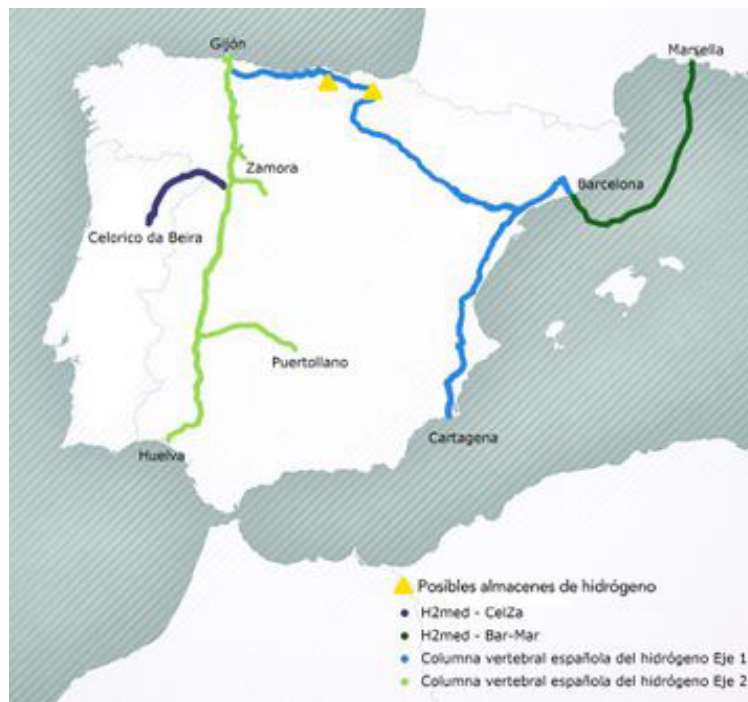 Gijón
Marsella
Zamora
Barcelona
Celorico da Beira
Puertollano
Cartagena
Huelva
Posibles almacenes de hidrógeno
H2med - CelZa
H2med - Bar-Mar
Columna vertebral española del hidrógeno Eje 1
Columna vertebral española del hidrógeno Eje 2